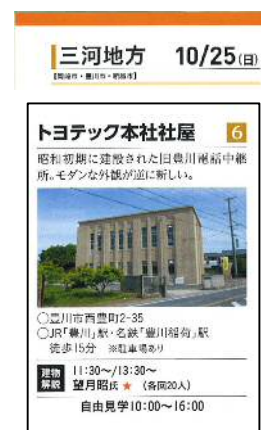 三河地方 10/25(日)
【岡崎市・豊川市・新城市】
トヨテック本社社屋 6
昭和初期に建設された旧豊川電話中継
所。モダンな外観が逆に新しい。
○豊川市西豊町2-35
○JR「豊川」駅・名鉄「豊川稲荷」駅
徒歩15分 ※駐車場あり
建物解説 11:30~/13:30~
望月昭氏 ★ (各回20人)
自由見学10:00~16:00